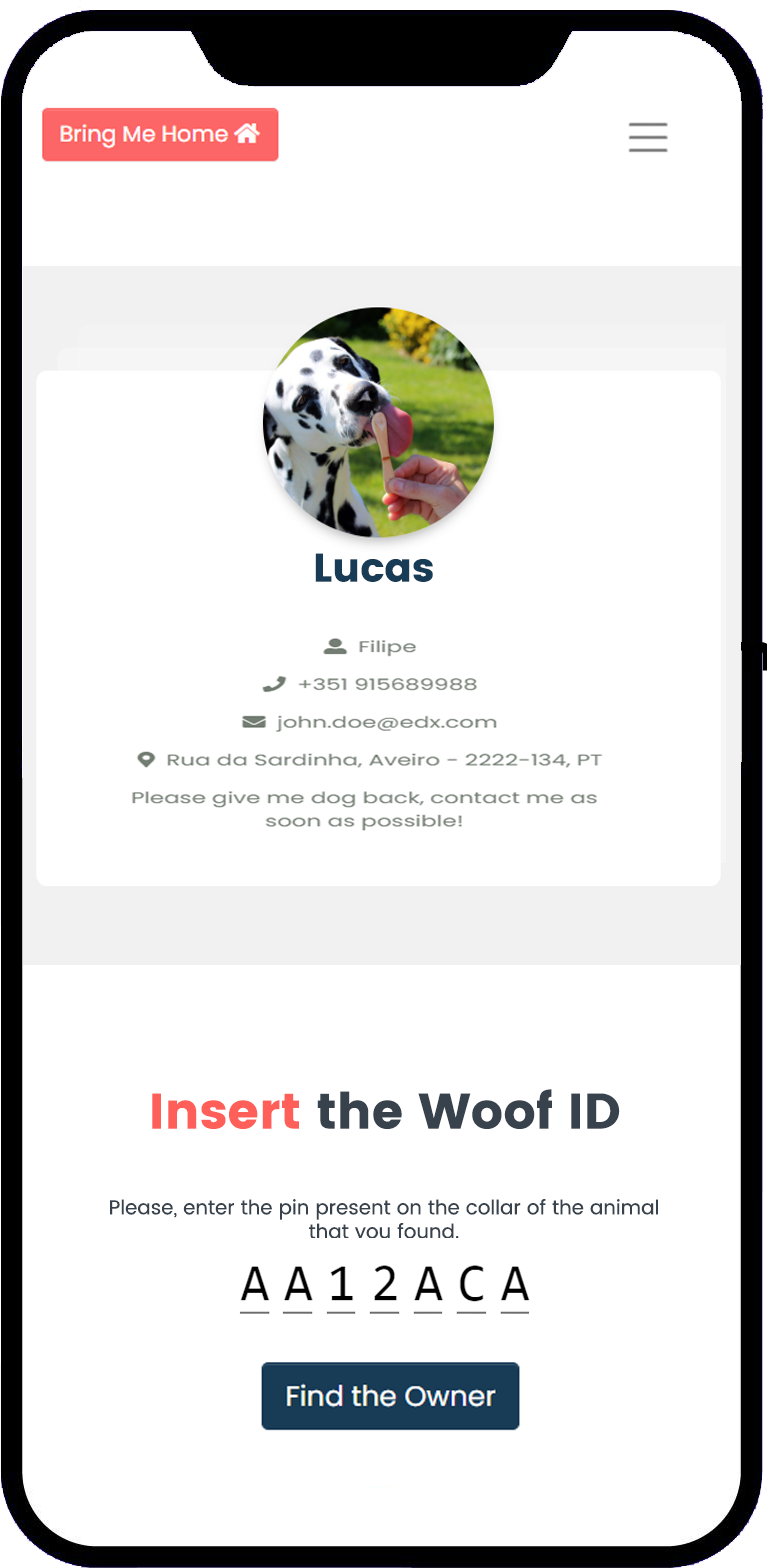 Bring Me Home
Lucas
Filipe
+351 915689988
john.doe@edx.com
Rua da Sardinha, Aveiro - 2222-134, PT
Please give me dog back, contact me as
soon as possible!
Insert the Woof ID
Please, enter the pin present on the collar of the animal
that you found.
A A 1 2 A C A
Find the Owner